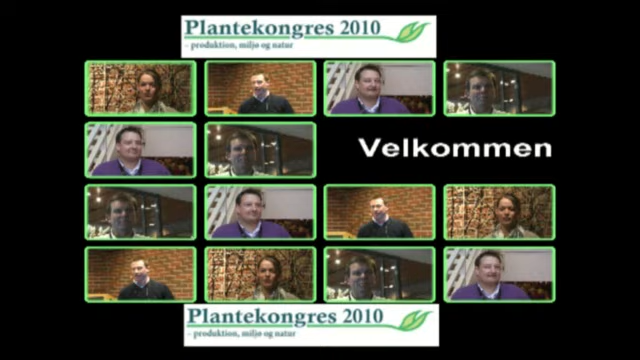 Plantekongres 2010
- produktion, miljø og natur
Velkommen
Plantekongres 2010
- produktion, miljø og natur